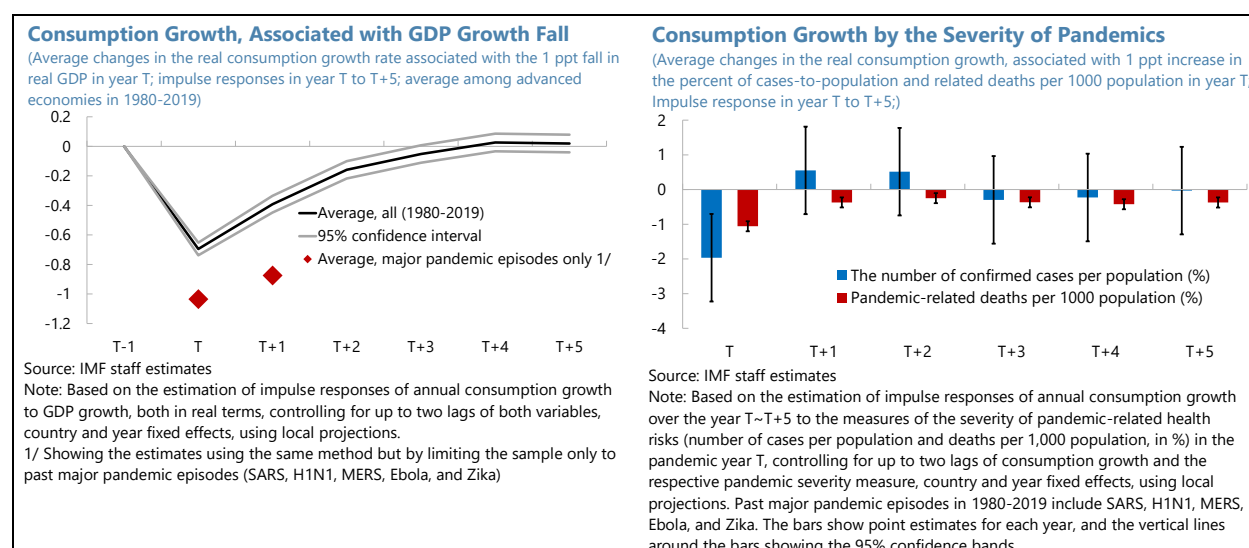 Consumption Growth, Associated with GDP Growth Fall
(Average changes in the real consumption growth rate associated with the 1 ppt fall in
real GDP in year T; impulse responses in year T to T+5; average among advanced
economies in 1980-2019)
0.2
0
-0.2
-0.4
-0.6
-0.8
-1
-1.2
Average, all (1980-2019)
95% confidence interval
Average, major pandemic episodes only 1/
T-1 T T+1 T+2 T+3 T+4 T+5
Source: IMF staff estimates
Note: Based on the estimation of impulse responses of annual consumption growth
to GDP growth, both in real terms, controlling for up to two lags of both variables,
country and year fixed effects, using local projections.
1/ Showing the estimates using the same method but by limiting the sample only to
past major pandemic episodes (SARS, H1N1, MERS, Ebola, and Zika)
Consumption Growth by the Severity of Pandemics
(Average changes in the real consumption growth, associated with 1 ppt increase in
the percent of cases-to-population and related deaths per 1000 population in year T,
Impulse response in year T to T+5;)
2
1
0
-1
-2
-3
-4
The number of confirmed cases per population (%)
Pandemic-related deaths per 1000 population (%)
T T+1 T+2 T+3 T+4 T+5
Source: IMF staff estimates
Note: Based on the estimation of impulse responses of annual consumption growth
over the year T~T+5 to the measures of the severity of pandemic-related health
risks (number of cases per population and deaths per 1,000 population, in %) in the
pandemic year T, controlling for up to two lags of consumption growth and the
respective pandemic severity measure, country and year fixed effects, using local
projections. Past major pandemic episodes in 1980-2019 include SARS, H1N1, MERS,
Ebola, and Zika. The bars show point estimates for each year, and the vertical lines
around the bars showing the 95% confidence bands